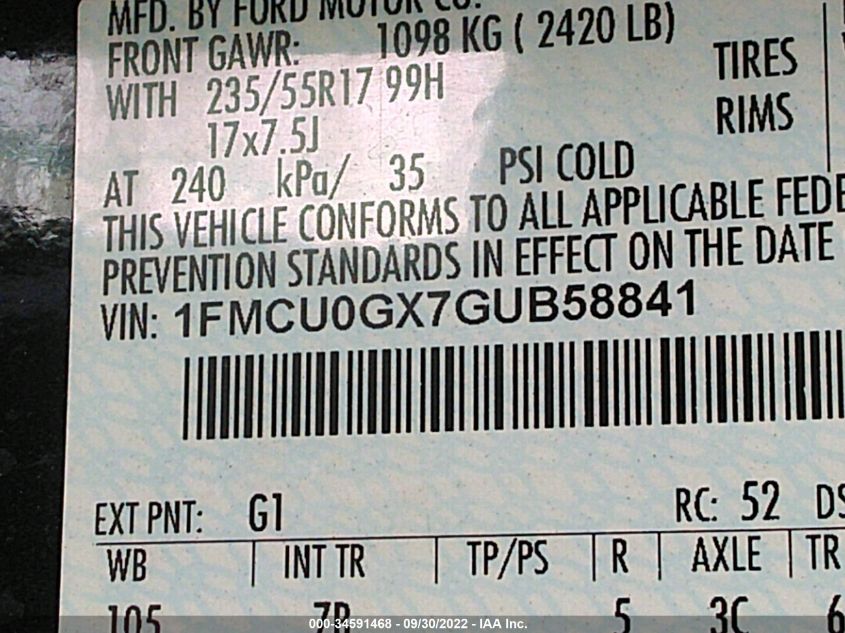 MFD. BY FORD MOTOR CO.
FRONT GAWR: 1098 KG ( 2420 LB)
WITH 235/55R17 99H TIRES
17x7.5J RIMS
AT 240 kPa/ 35 PSI COLD
THIS VEHICLE CONFORMS TO ALL APPLICABLE FEDE
PREVENTION STANDARDS IN EFFECT ON THE DATE
VIN: 1FMCU0GX7GUB58841
EXT PNT: G1 RC: 52 DS
WB INT TR TP/PS R AXLE TR
105 7B 5 3C 6
000-34591468 - 09/30/2022 - IAA Inc.